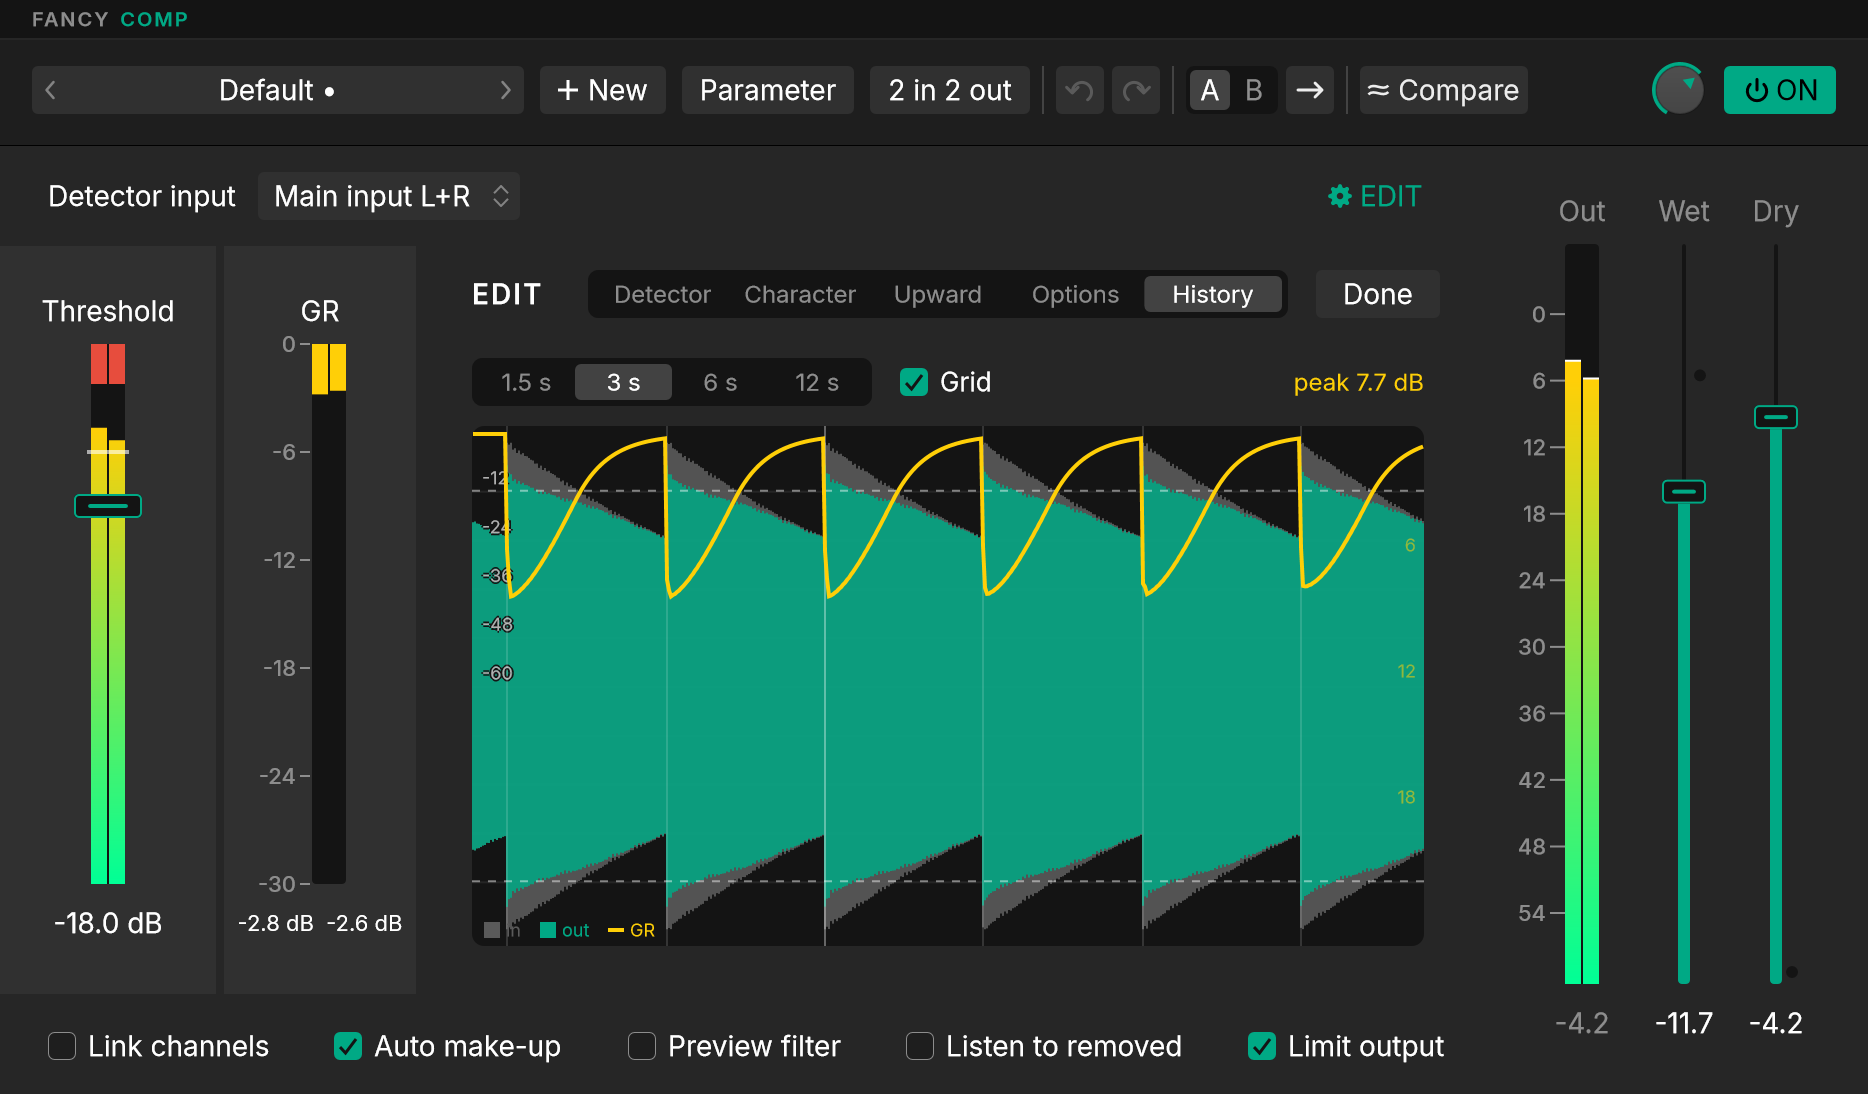 FANCY COMP
Default •
+ New
Parameter
2 in 2 out
A B
≈ Compare
ON
Detector input
Main input L+R
EDIT
Out Wet Dry
Threshold
GR
EDIT
Detector Character Upward Options History
Done
1.5 s 3 s 6 s 12 s
Grid
peak 7.7 dB
0
-6
-12
-18
-24
-30
-12
-24
-36
-48
-60
6
12
18
in out GR
0
6
12
18
24
30
36
42
48
54
-18.0 dB
-2.8 dB -2.6 dB
-4.2 -11.7 -4.2
Link channels
Auto make-up
Preview filter
Listen to removed
Limit output